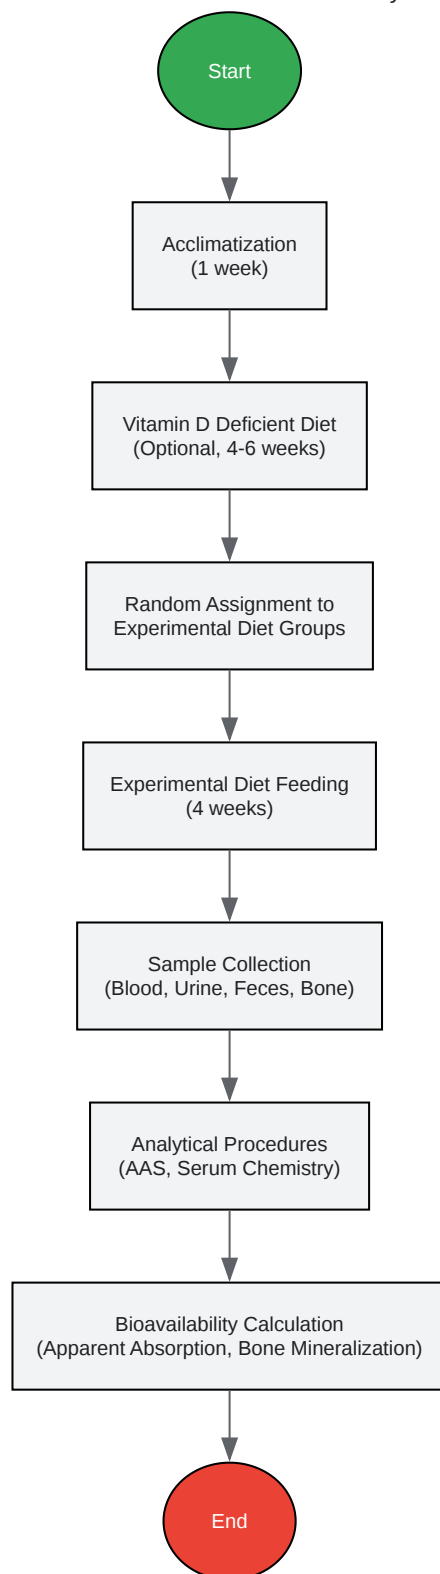 Start
Acclimatization
(1 week)
Vitamin D Deficient Diet
(Optional, 4-6 weeks)
Random Assignment to
Experimental Diet Groups
Experimental Diet Feeding
(4 weeks)
Sample Collection
(Blood, Urine, Feces, Bone)
Analytical Procedures
(AAS, Serum Chemistry)
Bioavailability Calculation
(Apparent Absorption, Bone Mineralization)
End